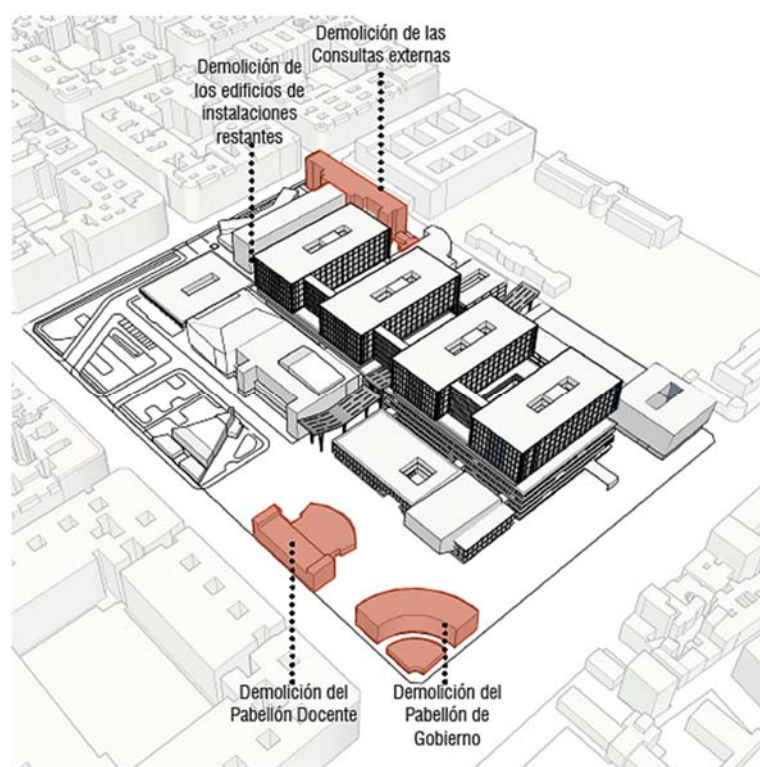 Demolición de las
Consultas externas
Demolición de
los edificios de
instalaciones
restantes
Demolición del
Pabellón Docente
Demolición del
Pabellón de
Gobierno